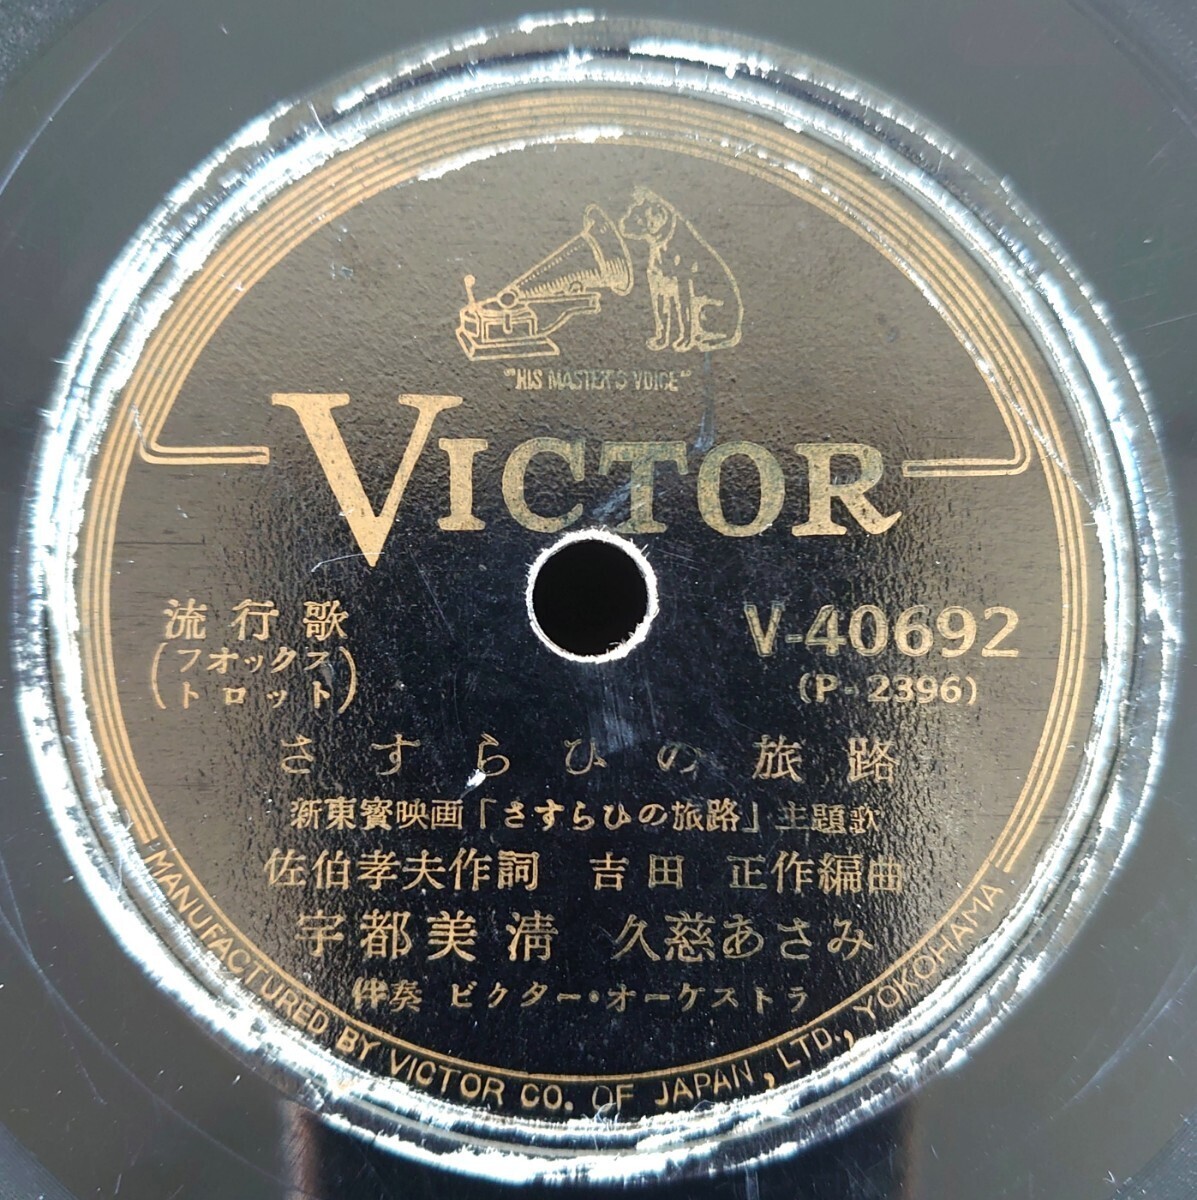 "HIS MASTER'S VOICE"
VICTOR
流行歌
(フオックス
トロット)
V-40692
(P-2396)
さすらひの旅路
新東寳映画「さすらひの旅路」主題歌
佐伯孝夫作詞 吉田 正作編曲
宇都美清 久慈あさみ
伴奏 ビクター・オーケストラ
MANUFACTURED BY VICTOR CO. OF JAPAN, LTD., YOKOHAMA